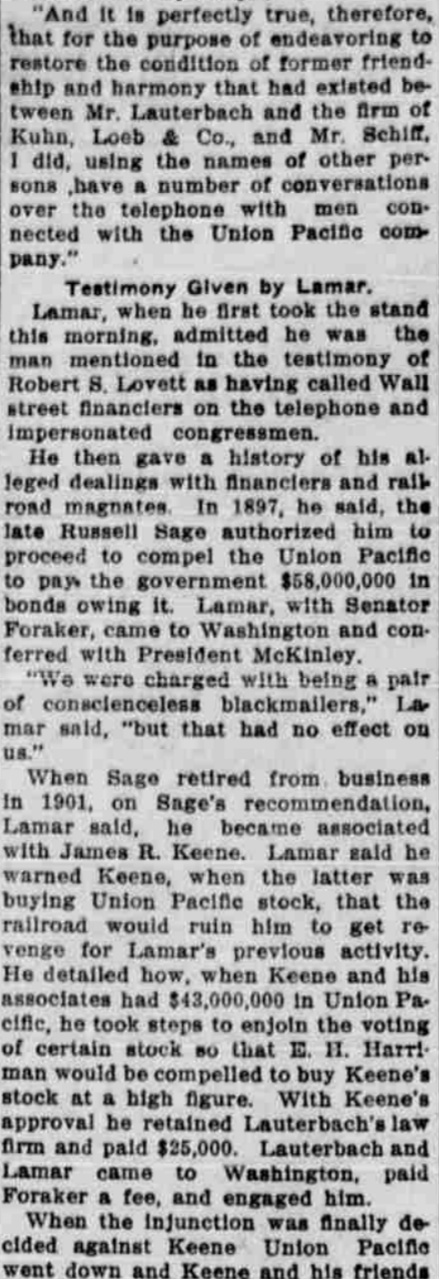 "And it is perfectly true, therefore,
that for the purpose of endeavoring to
restore the condition of former friend-
ship and harmony that had existed be-
tween Mr. Lauterbach and the firm of
Kuhn, Loeb & Co., and Mr. Schiff,
I did, using the names of other per-
sons ,have a number of conversations
over the telephone with men con-
nected with the Union Pacific com-
pany."
Testimony Given by Lamar.
Lamar, when he first took the stand
this morning, admitted he was the
man mentioned in the testimony of
Robert S. Lovett as having called Wall
street financiers on the telephone and
impersonated congressmen.
He then gave a history of his al-
leged dealings with financiers and rail-
road magnates. In 1897, he said, the
late Russell Sage authorized him to
proceed to compel the Union Pacific
to pay the government $58,000,000 in
bonds owing it. Lamar, with Senator
Foraker, came to Washington and con-
ferred with President McKinley.
"We were charged with being a pair
of conscienceless blackmailers," La-
mar said, "but that had no effect on
us."
When Sage retired from business
in 1901, on Sage's recommendation,
Lamar said, he became associated
with James R. Keene. Lamar said he
warned Keene, when the latter was
buying Union Pacific stock, that the
railroad would ruin him to get re-
venge for Lamar's previous activity.
He detailed how, when Keene and his
associates had $43,000,000 in Union Pa-
cific, he took steps to enjoin the voting
of certain stock so that E. H. Harri-
man would be compelled to buy Keene's
stock at a high figure. With Keene's
approval he retained Lauterbach's law
firm and paid $25,000. Lauterbach and
Lamar came to Washington, paid
Foraker a fee, and engaged him.
When the injunction was finally de-
cided against Keene Union Pacific
went down and Keene and his friends